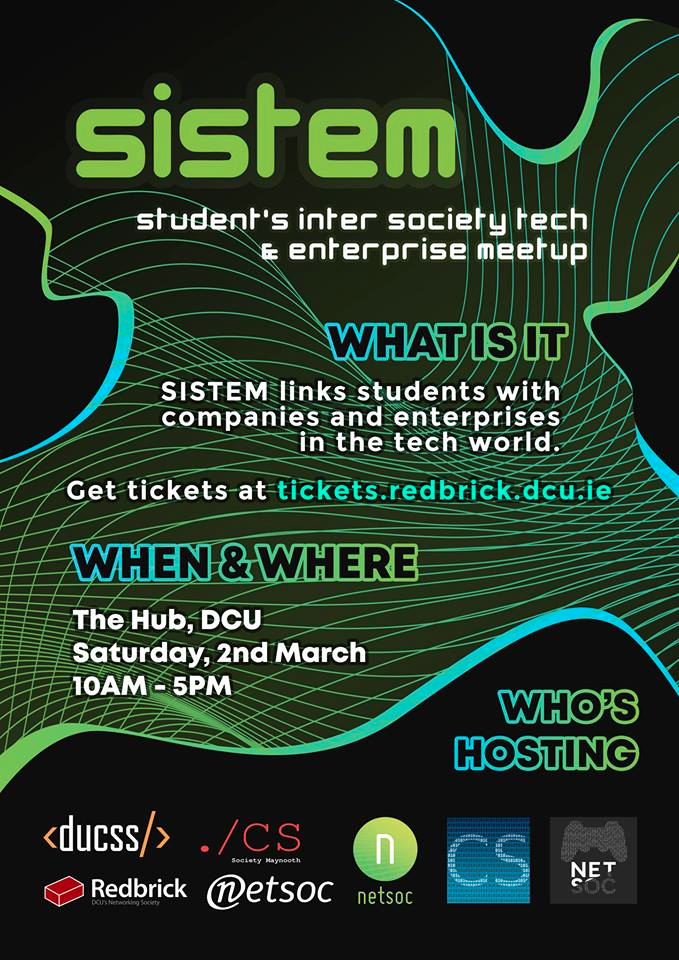 sistem
student's inter society tech
& enterprise meetup
WHAT IS IT
SISTEM links students with
companies and enterprises
in the tech world.
Get tickets at tickets.redbrick.dcu.ie
WHEN & WHERE
The Hub, DCU
Saturday, 2nd March
10AM - 5PM
WHO'S
HOSTING
<ducss/>
./CS
Society Maynooth
n
netsoc
CS
NET
SOC
Redbrick
DCU's Networking Society
netsoc